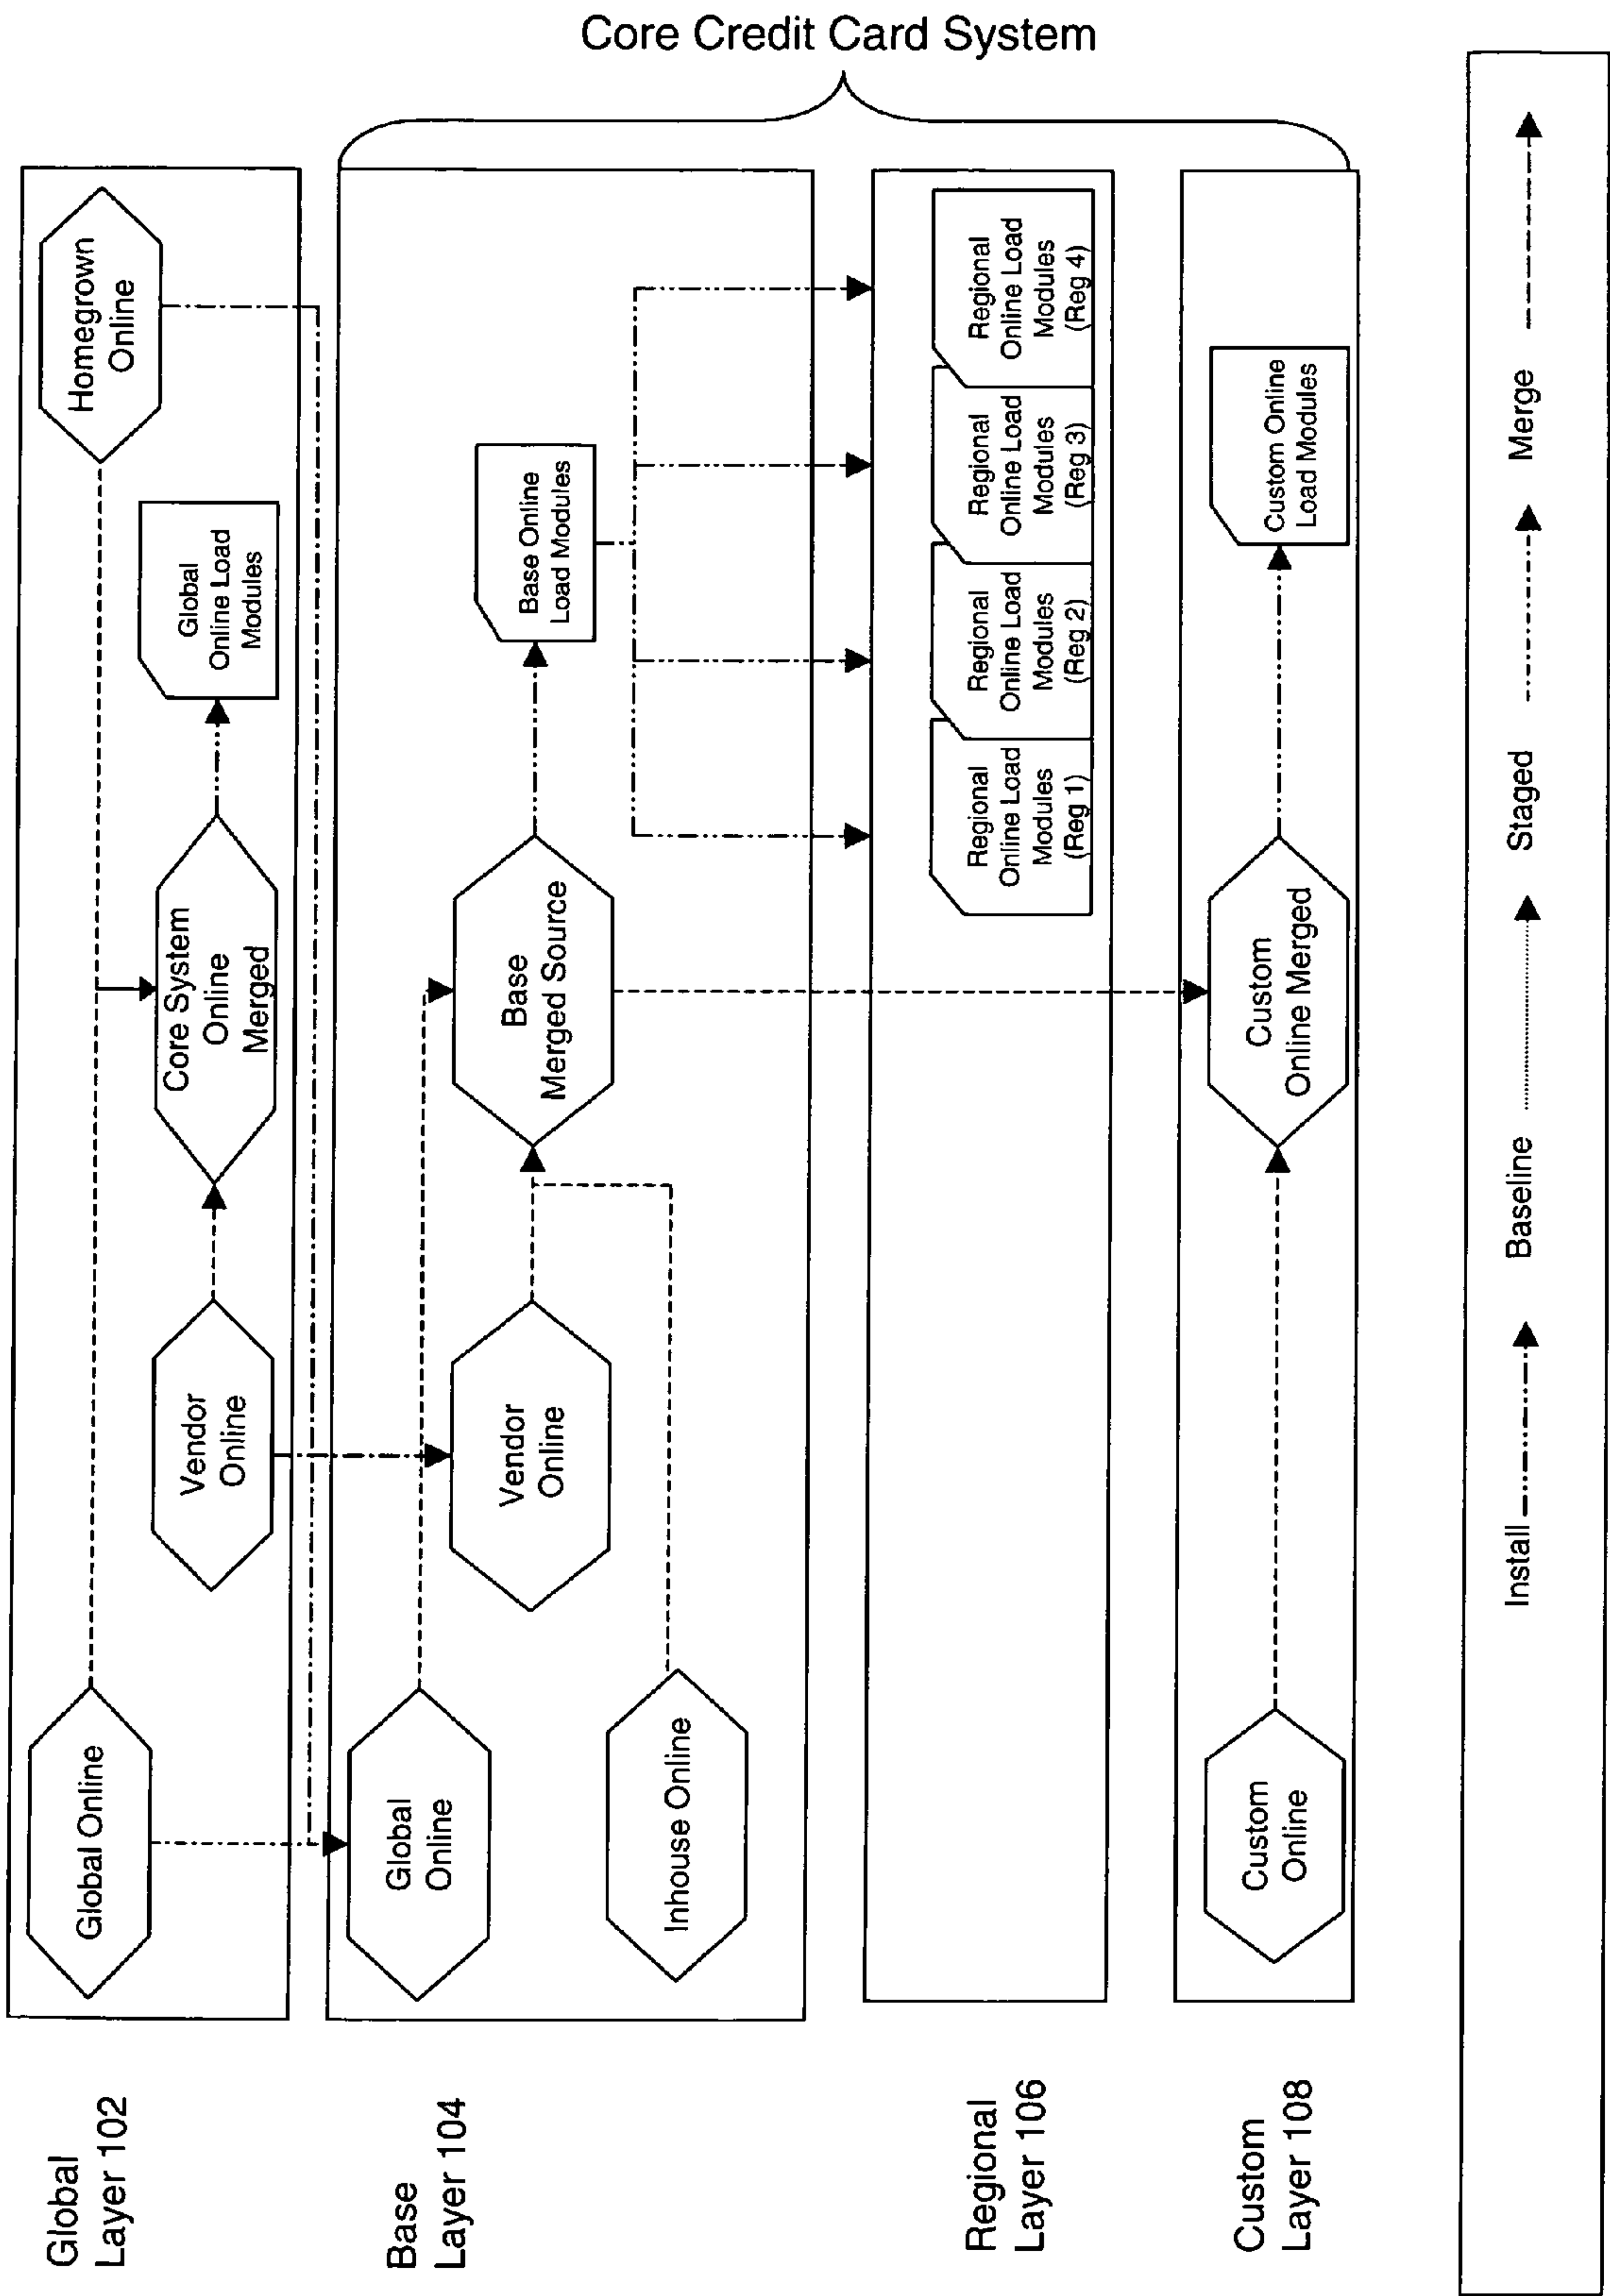 Core Credit Card System
Global
Layer 102
Global Online
Vendor
Online
Core System
Online
Merged
Global
Online Load
Modules
Homegrown
Online
Base
Layer 104
Global
Online
Vendor
Online
Inhouse Online
Base
Merged Source
Base Online
Load Modules
Regional
Layer 106
Regional
Online Load
Modules
(Reg 1)
Regional
Online Load
Modules
(Reg 2)
Regional
Online Load
Modules
(Reg 3)
Regional
Online Load
Modules
(Reg 4)
Custom
Layer 108
Custom
Online
Custom
Online Merged
Custom Online
Load Modules
Install
Baseline
Staged
Merge